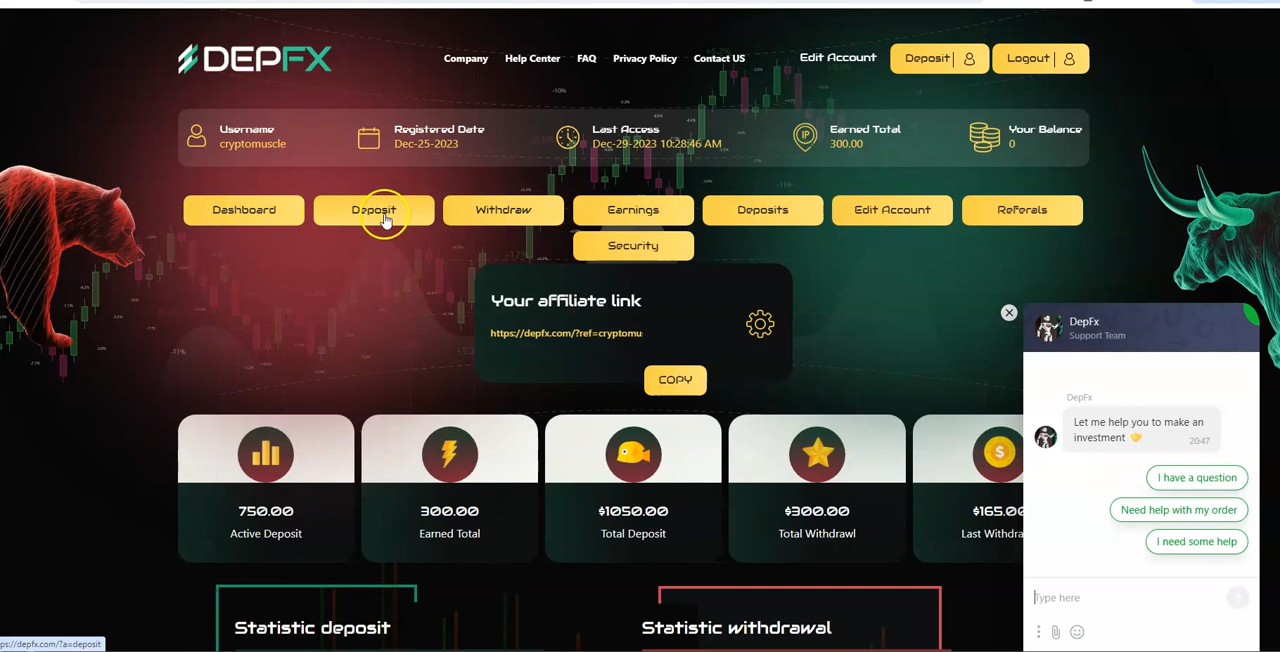 DEPFX
Company Help Center FAQ Privacy Policy Contact US Edit Account Deposit Logout
Username
cryptomuscle
Registered Date
Dec-25-2023
Last Access
Dec-29-2023 10:28:46 AM
IP
Earned Total
300.00
Your Balance
0
Dashboard Deposit Withdraw Earnings Deposits Edit Account Referals
Security
Your affiliate link
https://depfx.com/?ref=cryptomu
COPY
750.00
Active Deposit
300.00
Earned Total
$1050.00
Total Deposit
$300.00
Total Withdrawl
$165.0
Last Withdra
Statistic deposit
Statistic withdrawal
DepFx
Support Team
DepFx
Let me help you to make an
investment
20:47
I have a question
Need help with my order
I need some help
Type here
ps://depfx.com/?a=deposit
-10%
-11%